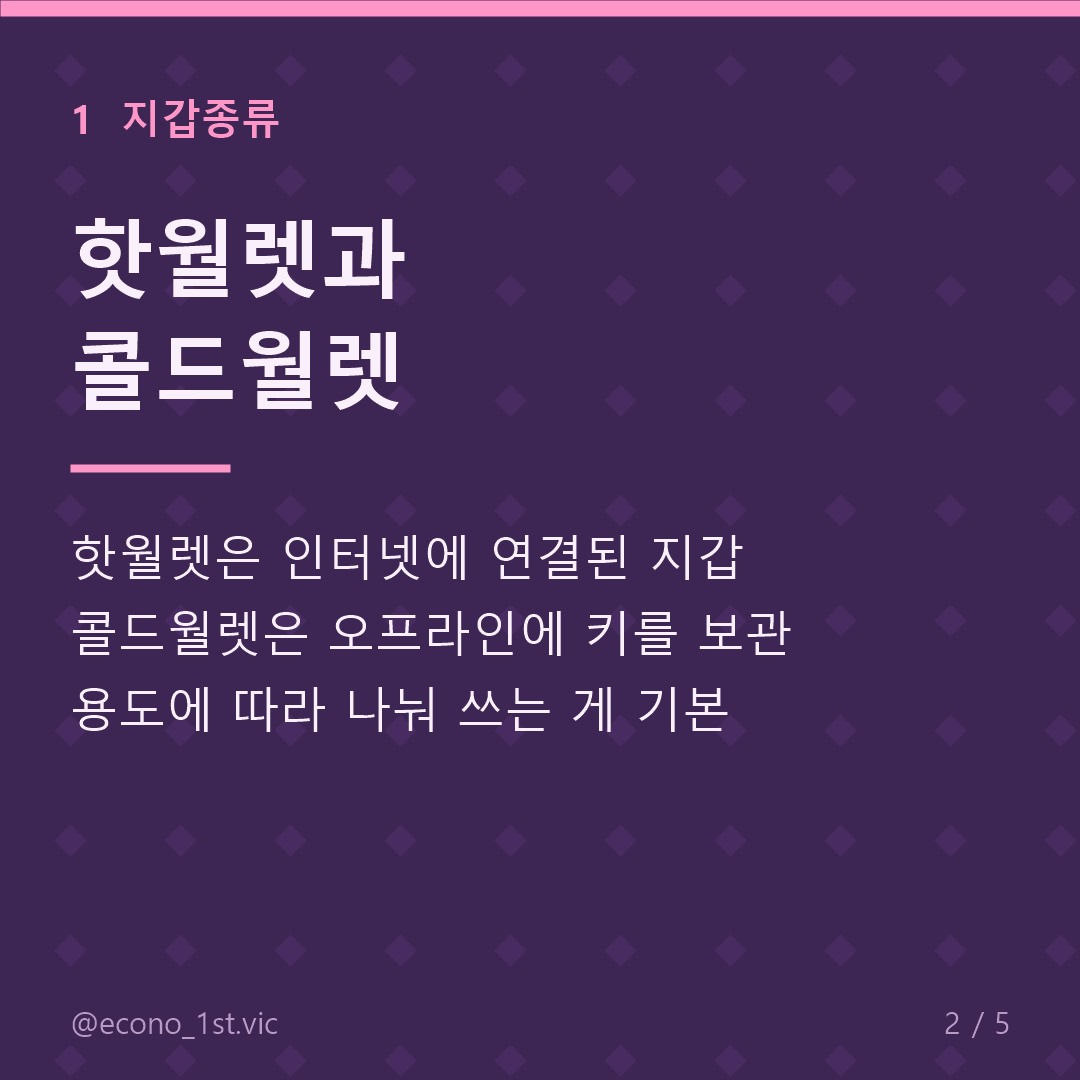 1 지갑종류
핫월렛과
콜드월렛
핫월렛은 인터넷에 연결된 지갑
콜드월렛은 오프라인에 키를 보관
용도에 따라 나눠 쓰는 게 기본
@econo_1st.vic
2 / 5